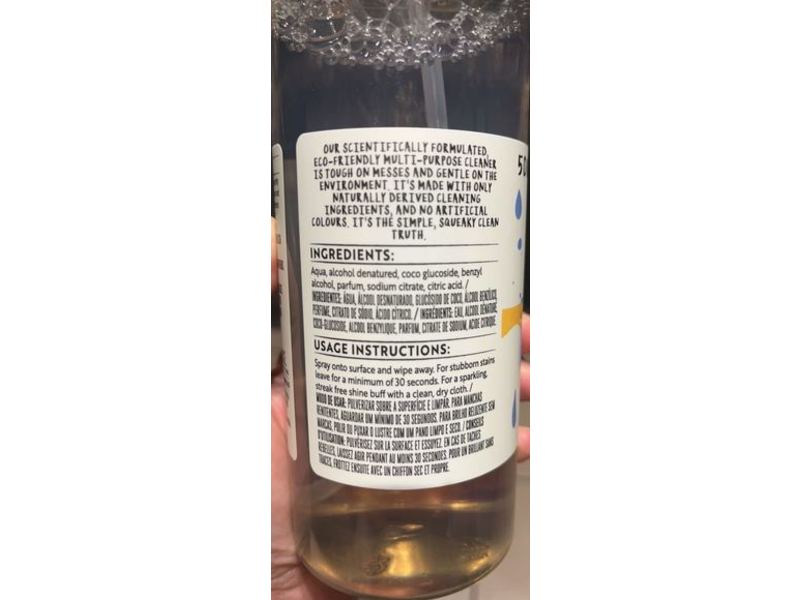 OUR SCIENTIFICALLY FORMULATED,
ECO-FRIENDLY MULTI-PURPOSE CLEANER
IS TOUGH ON MESSES AND GENTLE ON THE
ENVIRONMENT. IT'S MADE WITH ONLY
NATURALLY DERIVED CLEANING
INGREDIENTS, AND NO ARTIFICIAL
COLOURS. IT'S THE SIMPLE, SQUEAKY CLEAN
TRUTH.
INGREDIENTS:
Aqua, alcohol denatured, coco glucoside, benzyl
alcohol, parfum, sodium citrate, citric acid. /
INGREDIENTES: ÁGUA, ÁLCOOL DESNATURADO, GLUCÓSIDO DE COCO, ÁLCOOL BENZÍLICO,
PERFUME, CITRATO DE SÓDIO, ÁCIDO CÍTRICO. / INGRÉDIENTS: EAU, ALCOOL DÉNATURÉ,
COCO-GLUCOSIDE, ALCOOL BENZYLIQUE, PARFUM, CITRATE DE SODIUM, ACIDE CITRIQUE.
USAGE INSTRUCTIONS:
Spray onto surface and wipe away. For stubborn stains
leave for a minimum of 30 seconds. For a sparkling,
streak free shine buff with a clean, dry cloth. /
MODO DE USAR: PULVERIZAR SOBRE A SUPERFÍCIE E LIMPAR. PARA MANCHAS
RENITENTES, AGUARDAR UM MÍNIMO DE 30 SEGUNDOS. PARA BRILHO RELUZENTE SEM
MARCAS, POLIR OU PUXAR O LUSTRE COM UM PANO LIMPO E SECO. / CONSEILS
D'UTILISATION: PULVÉRISEZ SUR LA SURFACE ET ESSUYEZ. EN CAS DE TACHES
REBELLES, LAISSEZ AGIR PENDANT AU MOINS 30 SECONDES. POUR UN BRILLANT SANS
TRACES, FROTTEZ ENSUITE AVEC UN CHIFFON SEC ET PROPRE.